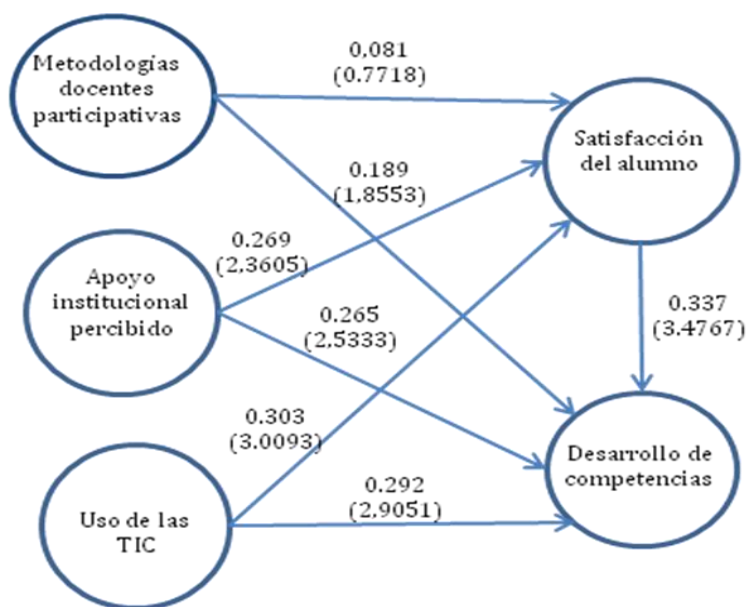 Metodologías
docentes
participativas
0,081
(0.7718)
Satisfacción
del alumno
0.189
(1,8553)
0.269
(2,3605)
Apoyo
institucional
percibido
0.265
(2.5333)
0.337
(3.4767)
0.303
(3.0093)
Desarrollo de
competencias
0.292
(2,9051)
Uso de las
TIC